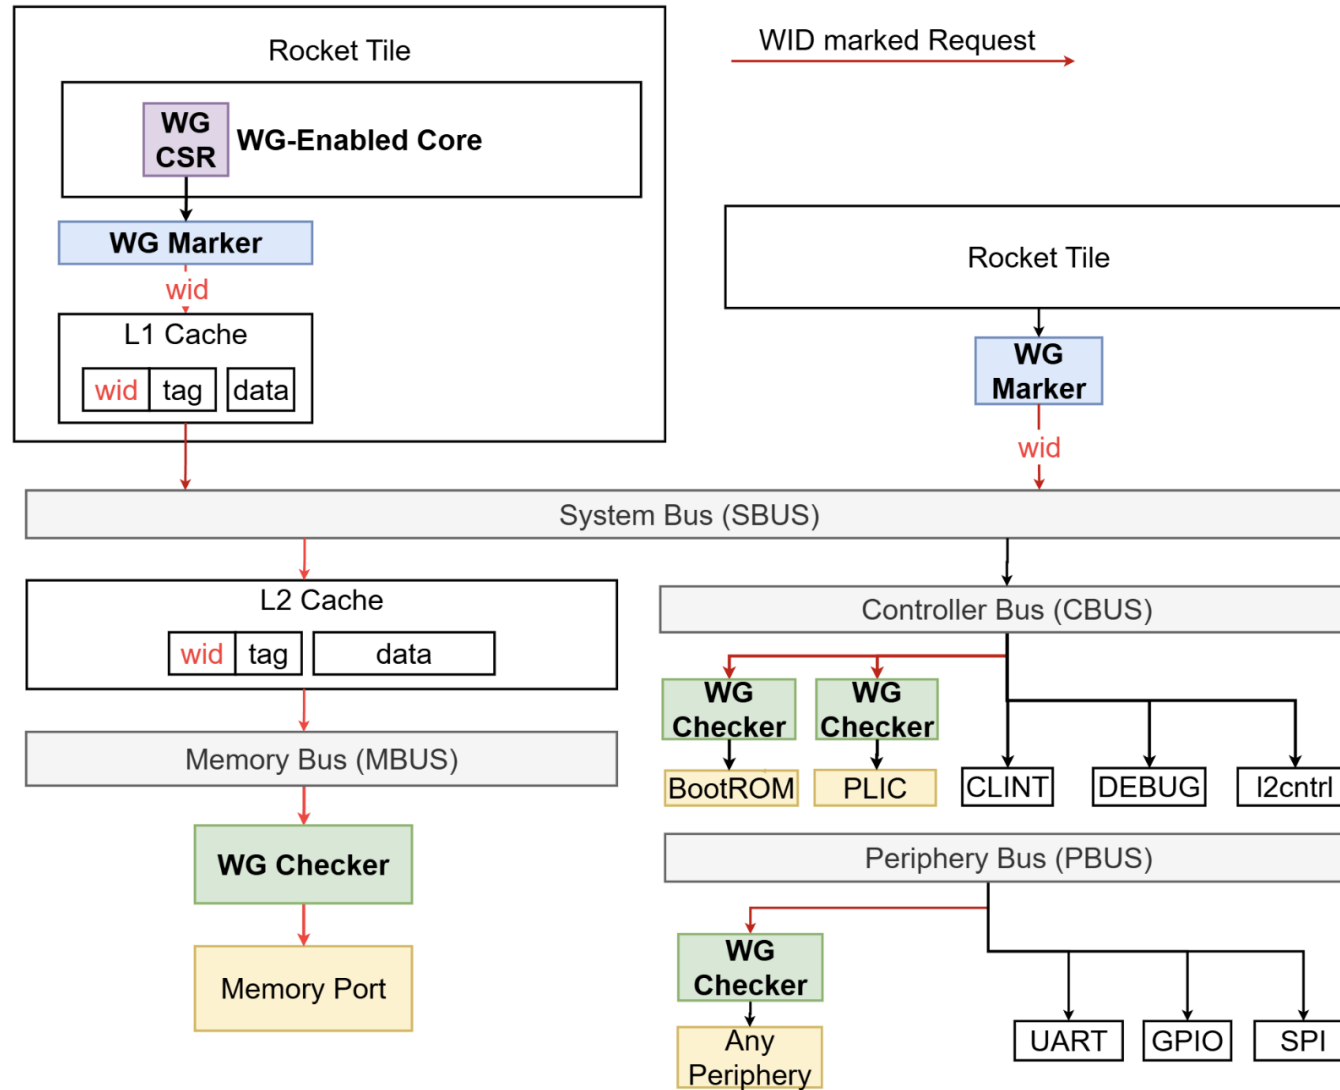 Rocket Tile
WID marked Request
WG
CSR
WG-Enabled Core
WG Marker
wid
L1 Cache
wid tag data
Rocket Tile
WG
Marker
wid
System Bus (SBUS)
L2 Cache
wid tag data
Memory Bus (MBUS)
WG Checker
Memory Port
Controller Bus (CBUS)
WG
Checker
WG
Checker
BootROM
PLIC
CLINT
DEBUG
l2cntrl
Periphery Bus (PBUS)
WG
Checker
Any
Periphery
UART
GPIO
SPI